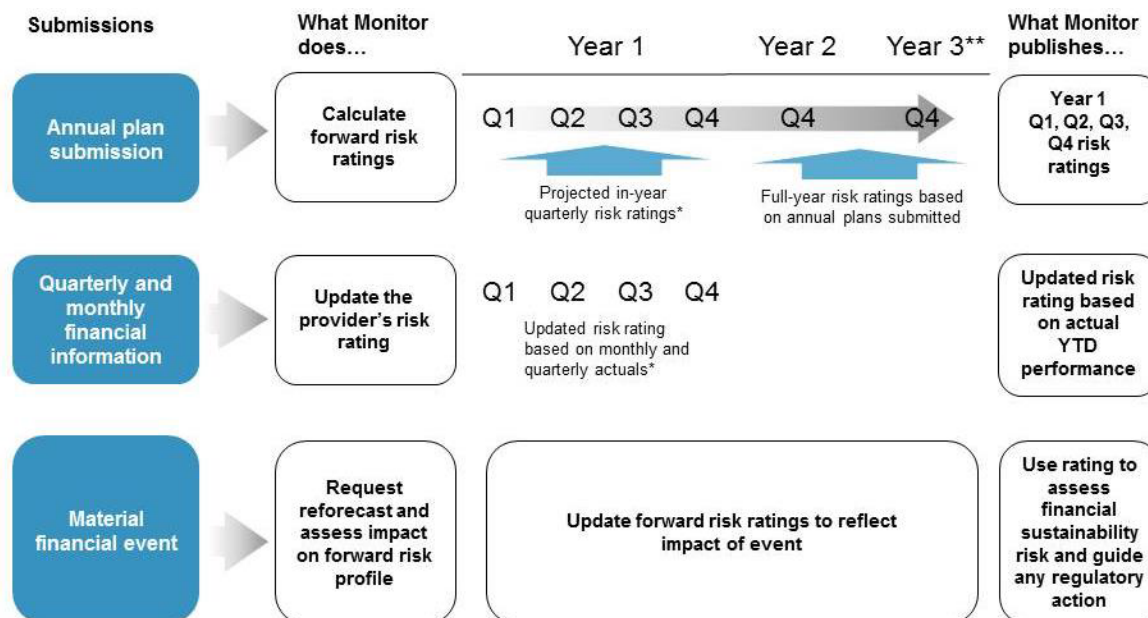 Submissions
What Monitor
does…
Year 1
Year 2
Year 3**
What Monitor
publishes…
Annual plan
submission
Calculate
forward risk
ratings
Q1
Q2
Q3
Q4
Q4
Q4
Projected in-year
quarterly risk ratings*
Full-year risk ratings based
on annual plans submitted
Year 1
Q1, Q2, Q3,
Q4 risk
ratings
Quarterly and
monthly
financial
information
Update the
provider’s risk
rating
Q1
Q2
Q3
Q4
Updated risk rating
based on monthly and
quarterly actuals*
Updated risk
rating based
on actual
YTD
performance
Material
financial event
Request
reforecast and
assess impact
on forward risk
profile
Update forward risk ratings to reflect
impact of event
Use rating to
assess
financial
sustainability
risk and guide
any regulatory
action